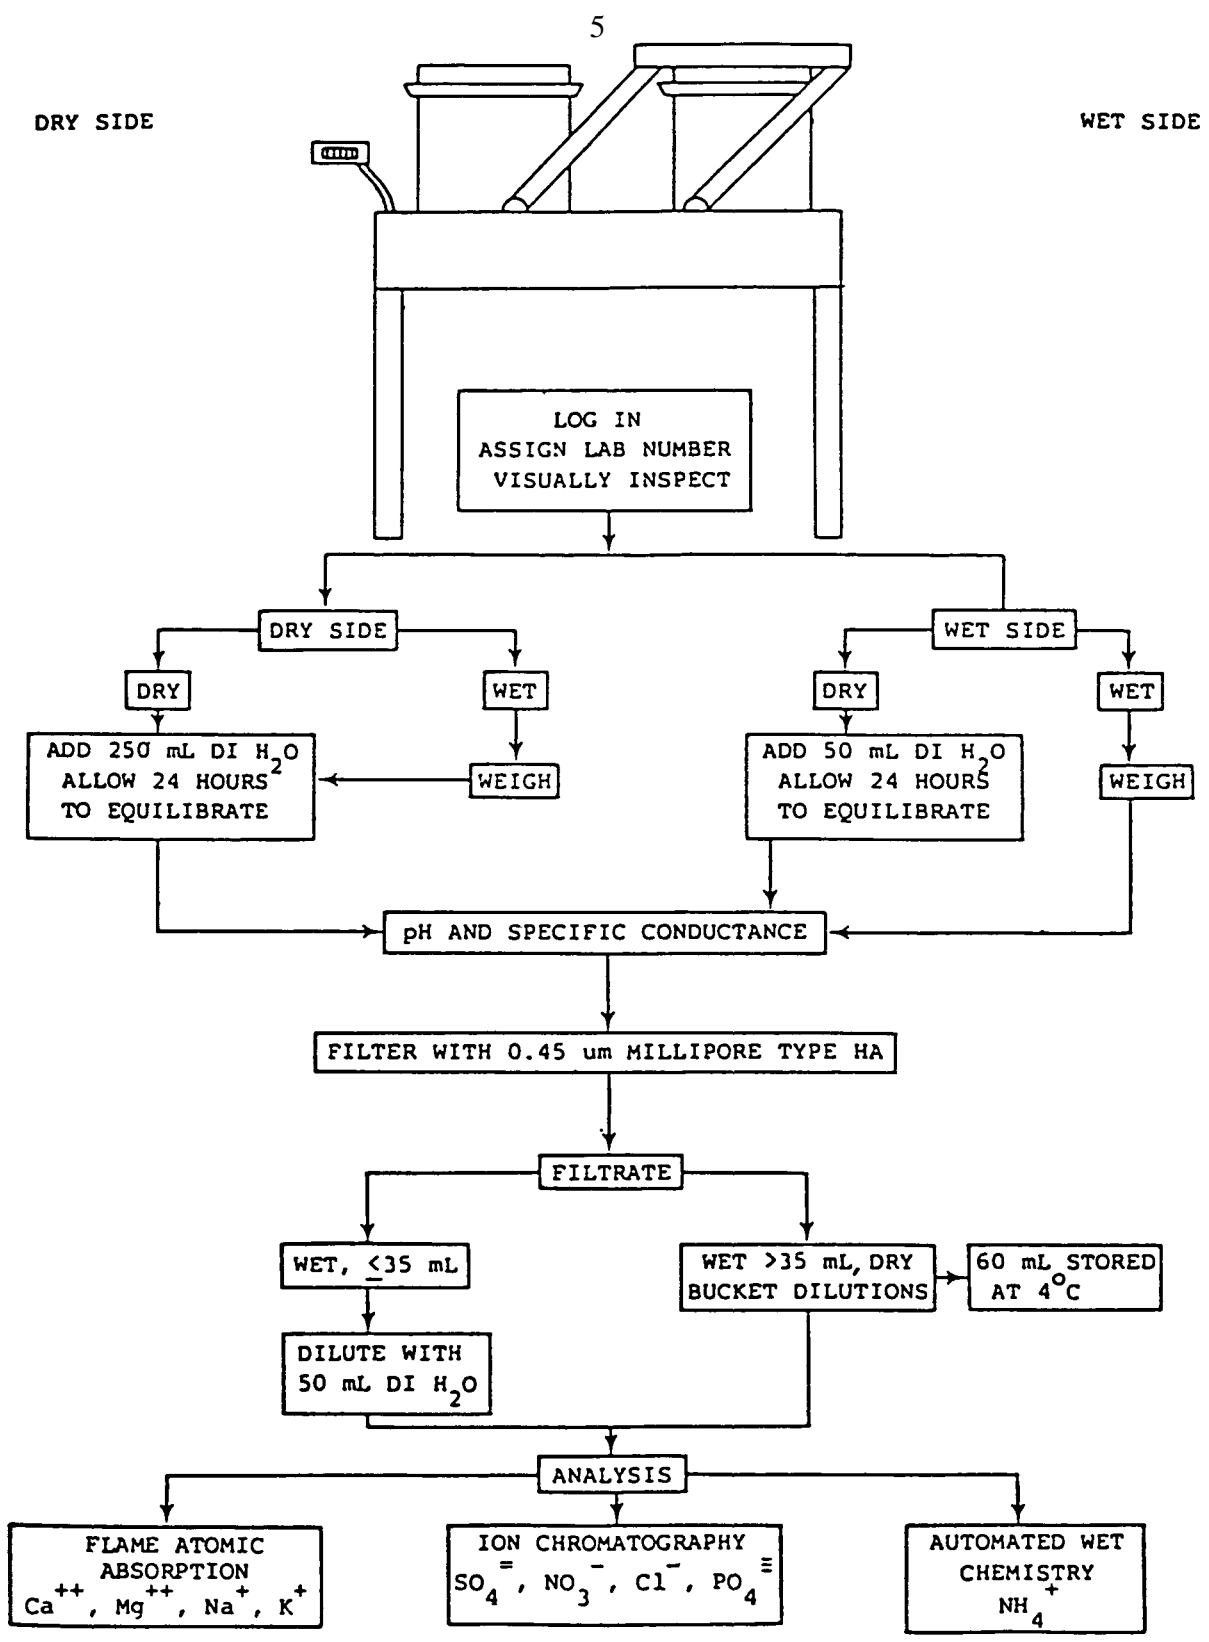 5
DRY SIDE
WET SIDE
LOG IN
ASSIGN LAB NUMBER
VISUALLY INSPECT
DRY SIDE
WET SIDE
DRY
WET
DRY
WET
ADD 250 mL DI H₂O
ALLOW 24 HOURS
TO EQUILIBRATE
WEIGH
ADD 50 mL DI H₂O
ALLOW 24 HOURS
TO EQUILIBRATE
WEIGH
pH AND SPECIFIC CONDUCTANCE
FILTER WITH 0.45 um MILLIPORE TYPE HA
FILTRATE
WET, ≤35 mL
WET >35 mL, DRY
BUCKET DILUTIONS
60 mL STORED
AT 4°C
DILUTE WITH
50 mL DI H₂O
ANALYSIS
FLAME ATOMIC
ABSORPTION
Ca⁺⁺, Mg⁺⁺, Na⁺, K⁺
ION CHROMATOGRAPHY
SO₄⁼, NO₃⁻, Cl⁻, PO₄^≡
AUTOMATED WET
CHEMISTRY
NH₄⁺